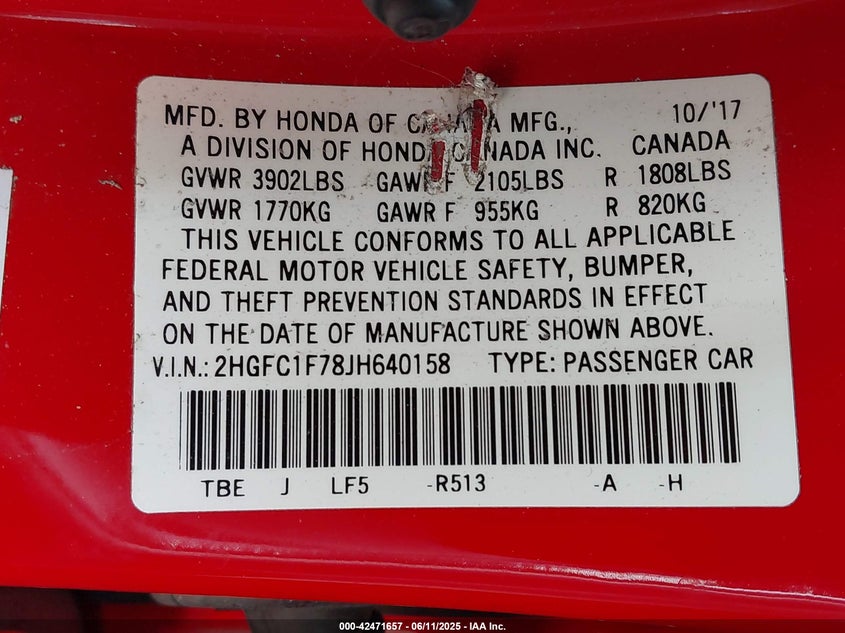 MFD. BY HONDA OF CANADA MFG., 10/'17
A DIVISION OF HONDA CANADA INC. CANADA
GVWR 3902LBS GAWR F 2105LBS R 1808LBS
GVWR 1770KG GAWR F 955KG R 820KG
THIS VEHICLE CONFORMS TO ALL APPLICABLE
FEDERAL MOTOR VEHICLE SAFETY, BUMPER,
AND THEFT PREVENTION STANDARDS IN EFFECT
ON THE DATE OF MANUFACTURE SHOWN ABOVE.
V.I.N.: 2HGFC1F78JH640158 TYPE: PASSENGER CAR
TBE J LF5 -R513 -A -H
000-42471657 - 06/11/2025 - IAA Inc.